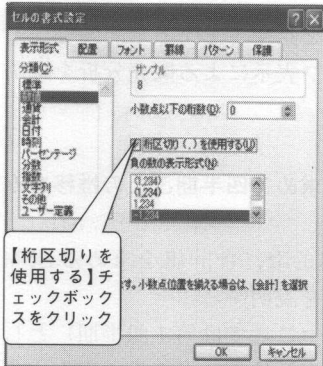 セルの書式設定
表示形式 配置 フォント 罫線 パターン 保護
分類(C):
標準
通貨
会計
日付
時刻
パーセンテージ
分数
指数
文字列
その他
ユーザー定義
サンプル
8
小数点以下の桁数(D): 0
桁区切り(,)を使用する(U)
負の数の表示形式(N):
(1,234)
(1,234)
1,234
-1,234
【桁区切りを
使用する】チ
ェックボック
スをクリック
す。小数点位置を揃える場合は、[会計]を選択
OK キャンセル